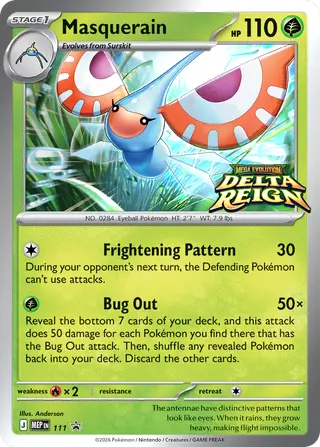 STAGE 1
Masquerain
HP 110
Evolves from Surskit
MEGA EVOLUTION
DELTA
REIGN
NO. 0284 Eyeball Pokémon HT: 2'7" WT: 7.9 lbs.
Frightening Pattern 30
During your opponent's next turn, the Defending Pokémon
can't use attacks.
Bug Out 50×
Reveal the bottom 7 cards of your deck, and this attack
does 50 damage for each Pokémon you find there that has
the Bug Out attack. Then, shuffle any revealed Pokémon
back into your deck. Discard the other cards.
weakness ×2 resistance retreat
Illus. Anderson
I MEP EN 111
The antennae have distinctive patterns that
look like eyes. When it rains, they grow
heavy, making flight impossible.
©2026 Pokémon / Nintendo / Creatures / GAME FREAK